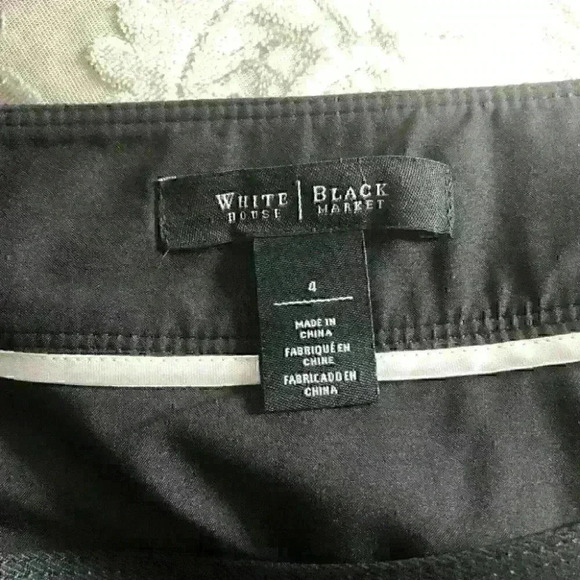 WHITE | BLACK
HOUSE | MARKET
4
MADE IN
CHINA
FABRIQUÉ EN
CHINE
FABRICADO EN
CHINA